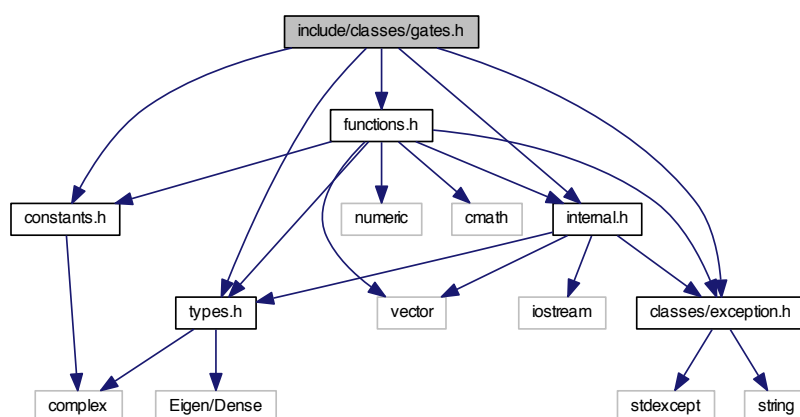 include/classes/gates.h
functions.h
constants.h
numeric
cmath
internal.h
types.h
vector
iostream
classes/exception.h
complex
Eigen/Dense
stdexcept
string